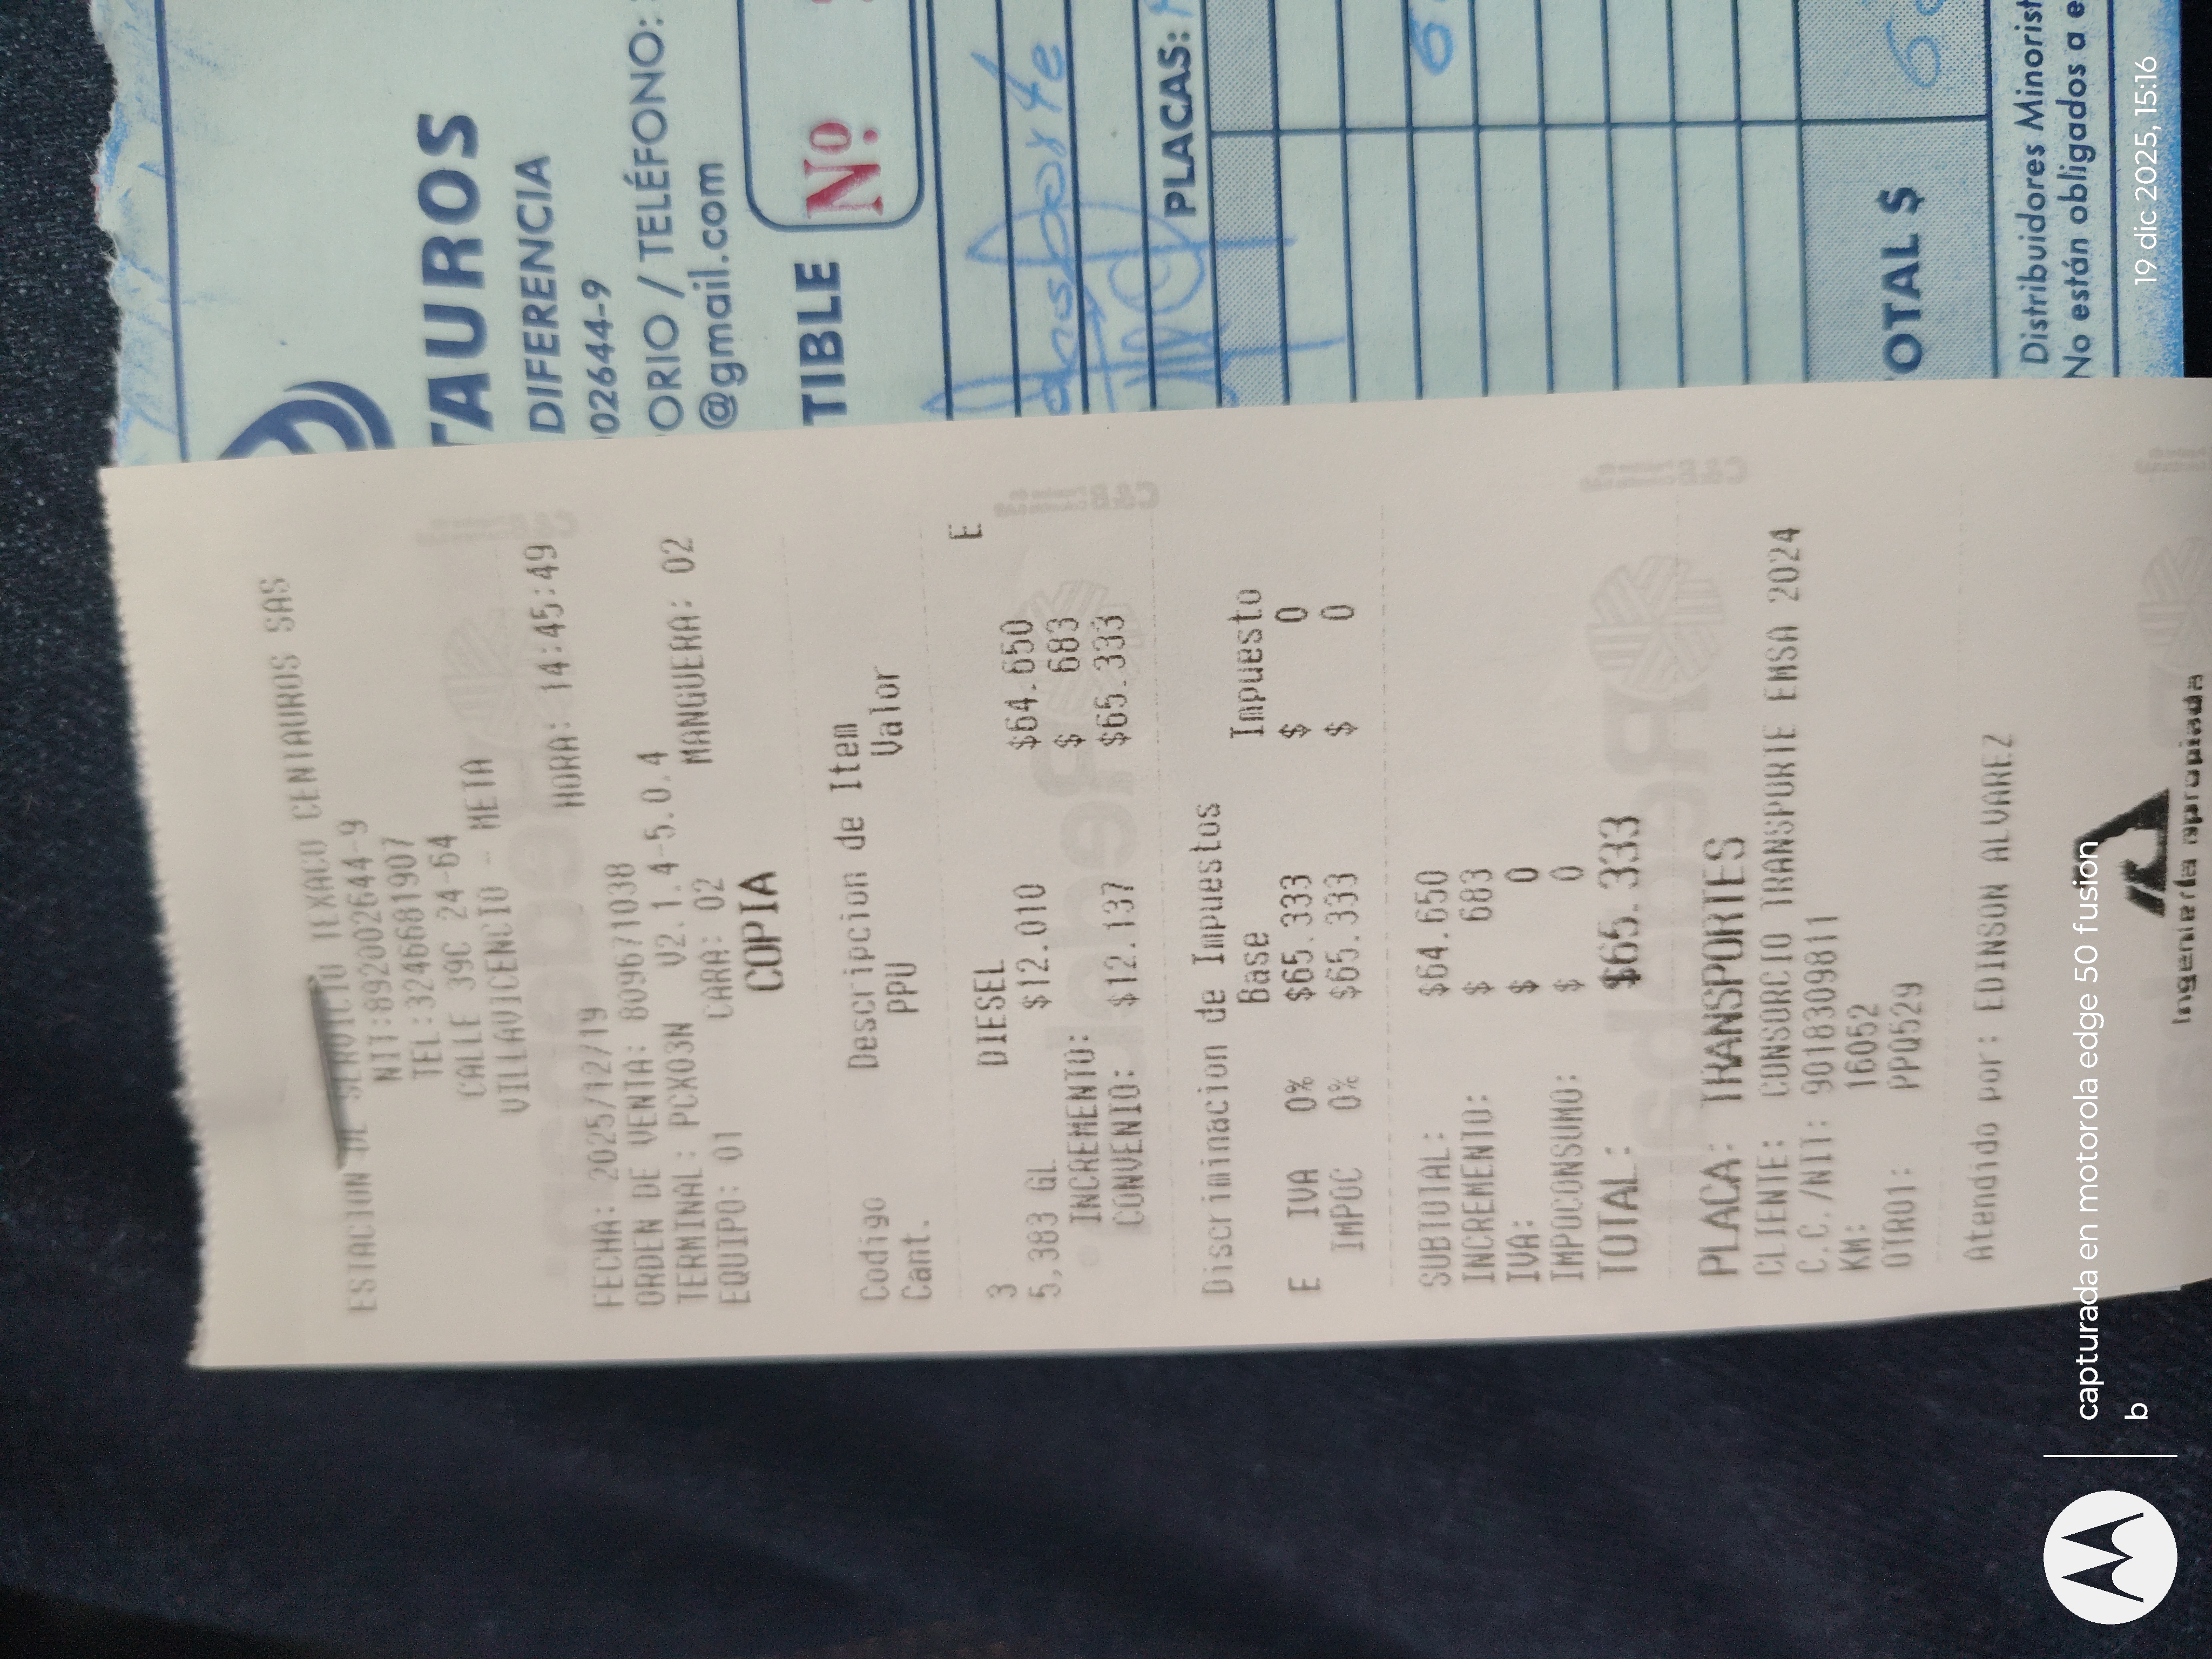 ESTACION DE SERVICIO TEXACO CENTAUROS SAS
NIT:892002644-9
TEL:3246681907
CALLE 39C 24-64
VILLAVICENCIO - META
FECHA: 2025/12/19 HORA: 14:45:49
ORDEN DE VENTA: 809671038
TERMINAL: PCX03N V2.1.4-5.0.4
EQUIPO: 01 CARA: 02 MANGUERA: 02
COPIA
Codigo Descripcion de Item
Cant. PPU Valor
3 DIESEL E
5,383 GL $12.010 $64.650
INCREMENTO: $ 683
CONVENIO: $12.137 $65.333
Discriminacion de Impuestos
Base Impuesto
E IVA 0% $65.333 $ 0
IMPOC 0% $65.333 $ 0
SUBTOTAL: $64.650
INCREMENTO: $ 683
IVA: $ 0
IMPOCONSUMO: $ 0
TOTAL: $65.333
PLACA: TRANSPORTES
CLIENTE: CONSORCIO TRANSPORTE EMSA 2024
C.C./NIT: 9018309811
KM: 16052
OTRO1: PPQ529
Atendido por: EDINSON ALVAREZ
Ingeniería apropiada
TAUROS
DIFERENCIA
02644-9
ORIO / TELÉFONO:
@gmail.com
TIBLE Nº
PLACAS:
OTAL $
Distribuidores Minorist
No están obligados a e
capturada en motorola edge 50 fusion
b
19 dic 2025, 15:16